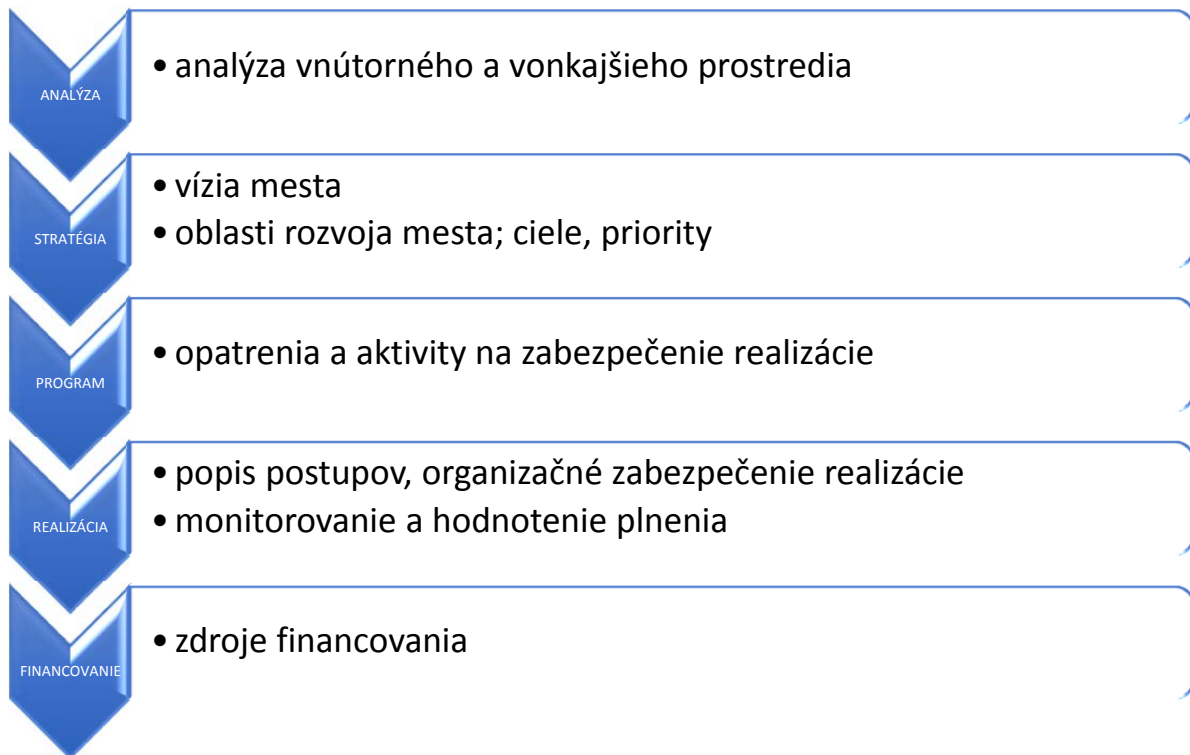 ANALÝZA
• analýza vnútorného a vonkajšieho prostredia
STRATÉGIA
• vízia mesta
• oblasti rozvoja mesta; ciele, priority
PROGRAM
• opatrenia a aktivity na zabezpečenie realizácie
REALIZÁCIA
• popis postupov, organizačné zabezpečenie realizácie
• monitorovanie a hodnotenie plnenia
FINANCOVANIE
• zdroje financovania